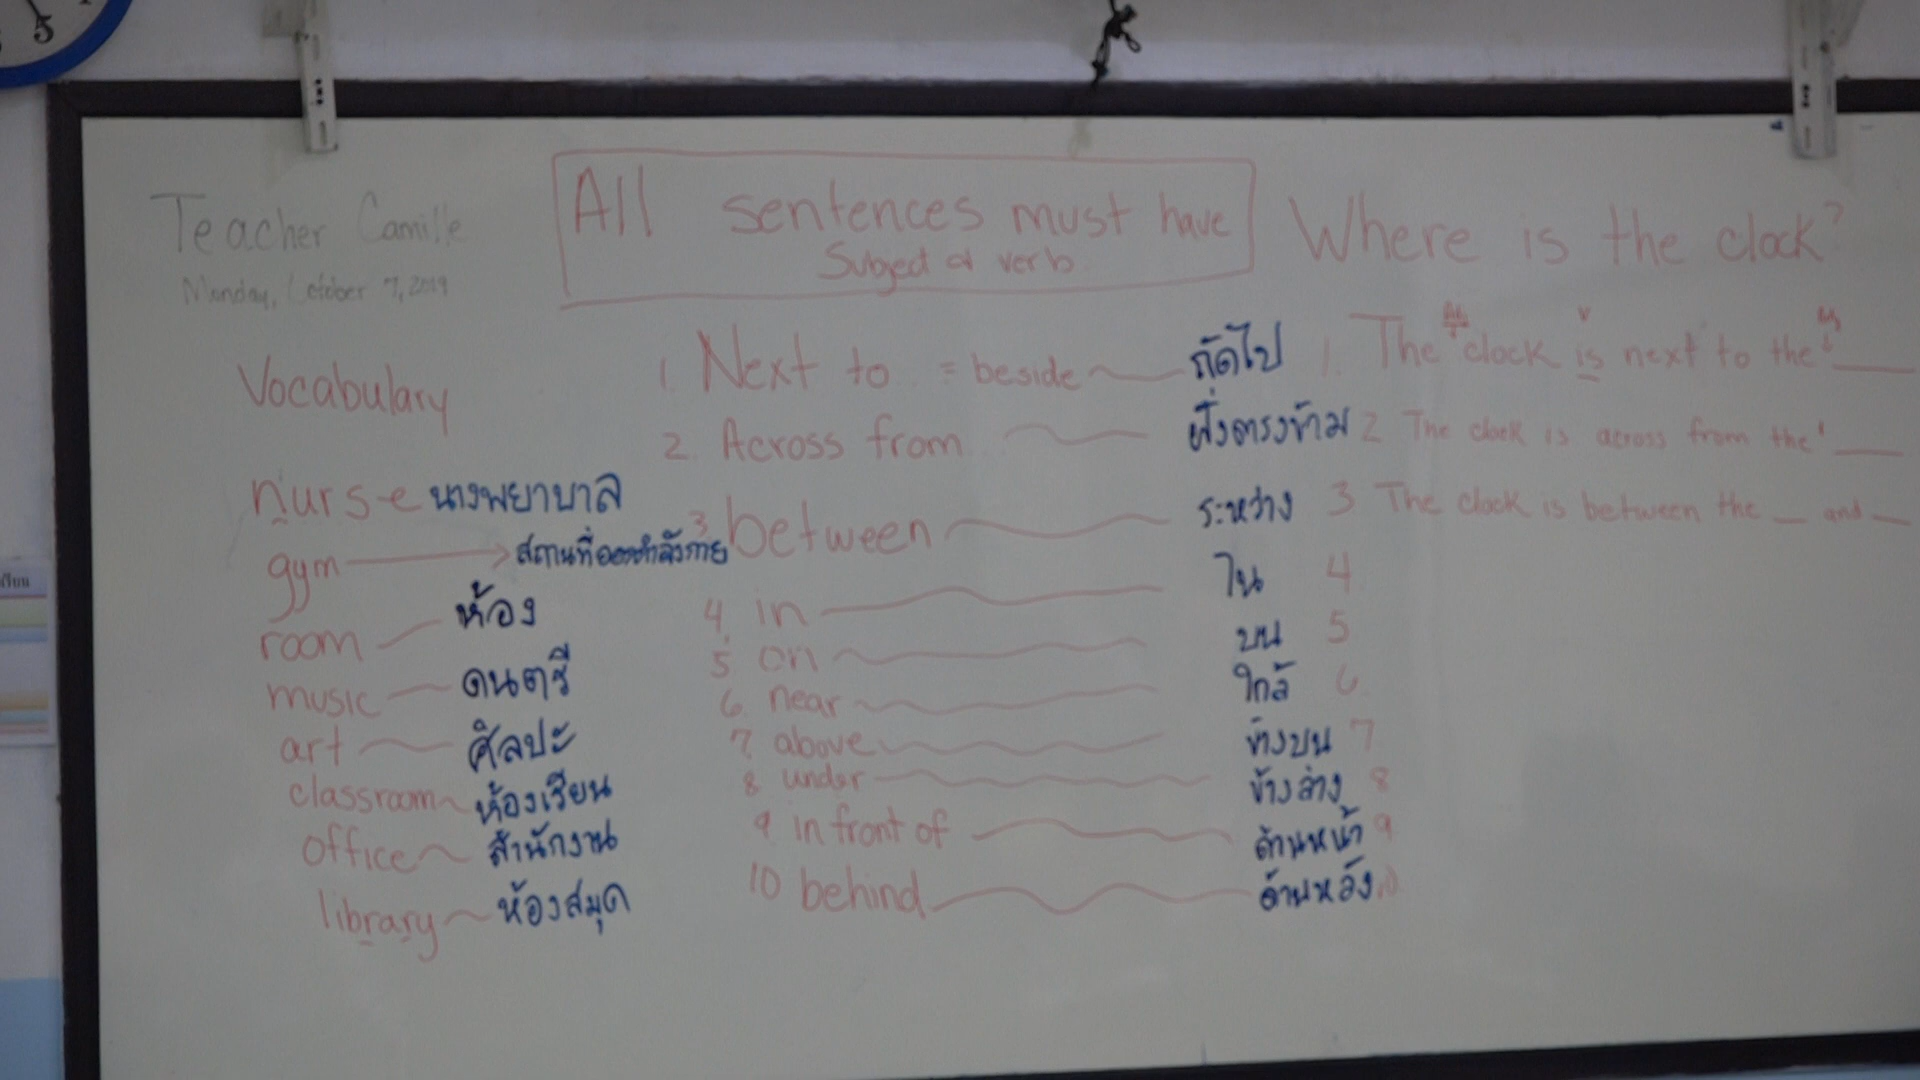 5
Teacher Camille
Monday, October 7, 2019
All sentences must have
Subject & verb
Where is the clock?
Vocabulary
nurse นางพยาบาล
gym สถานที่ออกกำลังกาย
room ห้อง
music ดนตรี
art ศิลปะ
classroom ห้องเรียน
office สำนักงาน
library ห้องสมุด
1. Next to = beside ถัดไป
2. Across from ฝั่งตรงข้าม
3 between ระหว่าง
4. in ใน 4
5 on บน 5
6. near ใกล้ 6
7 above ข้างบน 7
8 under ข้างล่าง 8
9 in front of ด้านหน้า 9
10 behind ด้านหลัง 10
1. The clock is next to the ____
v
2 The clock is across from the ____
3 The clock is between the __ and __
เรียน